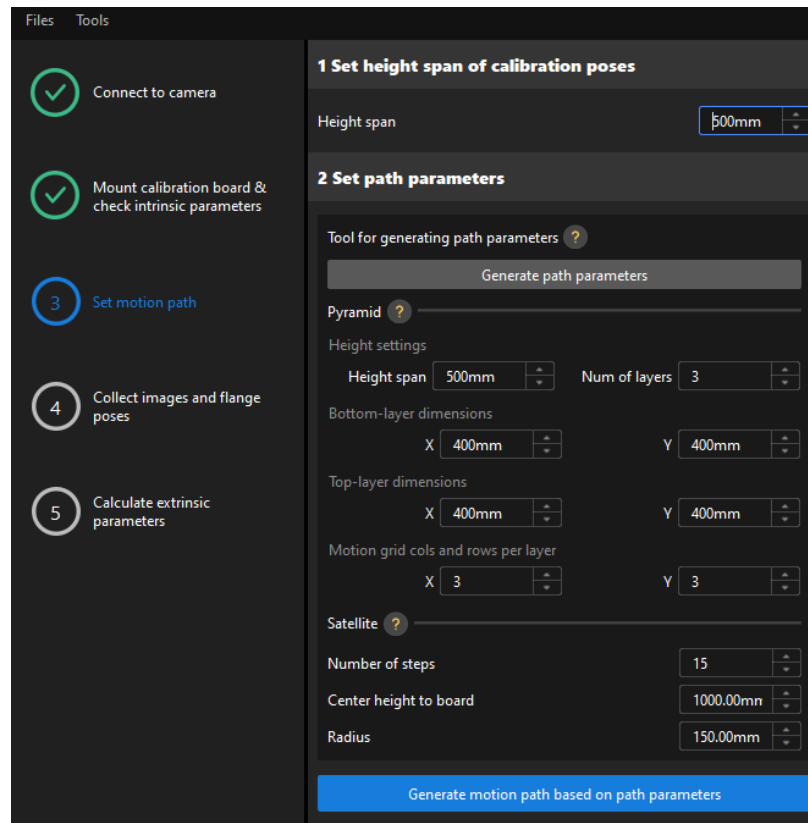 Files Tools
Connect to camera
Mount calibration board &
check intrinsic parameters
3 Set motion path
4 Collect images and flange
poses
5 Calculate extrinsic
parameters
1 Set height span of calibration poses
Height span 500mm
2 Set path parameters
Tool for generating path parameters ?
Generate path parameters
Pyramid ?
Height settings
Height span 500mm Num of layers 3
Bottom-layer dimensions
X 400mm Y 400mm
Top-layer dimensions
X 400mm Y 400mm
Motion grid cols and rows per layer
X 3 Y 3
Satellite ?
Number of steps 15
Center height to board 1000.00mm
Radius 150.00mm
Generate motion path based on path parameters